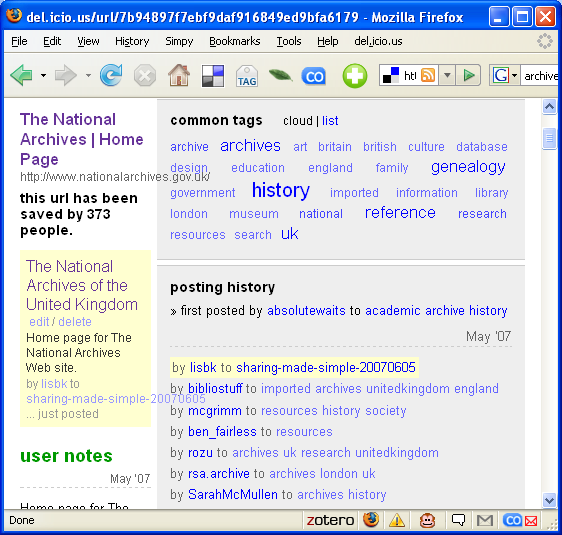 del.icio.us/url/7b94897f7ebf9daf916849ed9bfa6179 - Mozilla Firefox
File Edit View History Simpy Bookmarks Tools Help del.icio.us
TAG CO htl G archive
The National
Archives | Home
Page
http://www.nationalarchives.gov.uk/
this url has been
saved by 373
people.
The National
Archives of the
United Kingdom
edit / delete
Home page for The
National Archives
Web site.
by lisbk to
sharing-made-simple-20070605
... just posted
user notes
May '07
Home page for The
common tags cloud | list
archive archives art britain british culture database
design education england family genealogy
government history imported information library
london museum national reference research
resources search uk
posting history
» first posted by absolutewaits to academic archive history
May '07
by lisbk to sharing-made-simple-20070605
by bibliostuff to imported archives unitedkingdom england
by mcgrimm to resources history society
by ben_fairless to resources
by rozu to archives uk research unitedkingdom
by rsa.archive to archives london uk
by SarahMcMullen to archives history
Done zotero CO